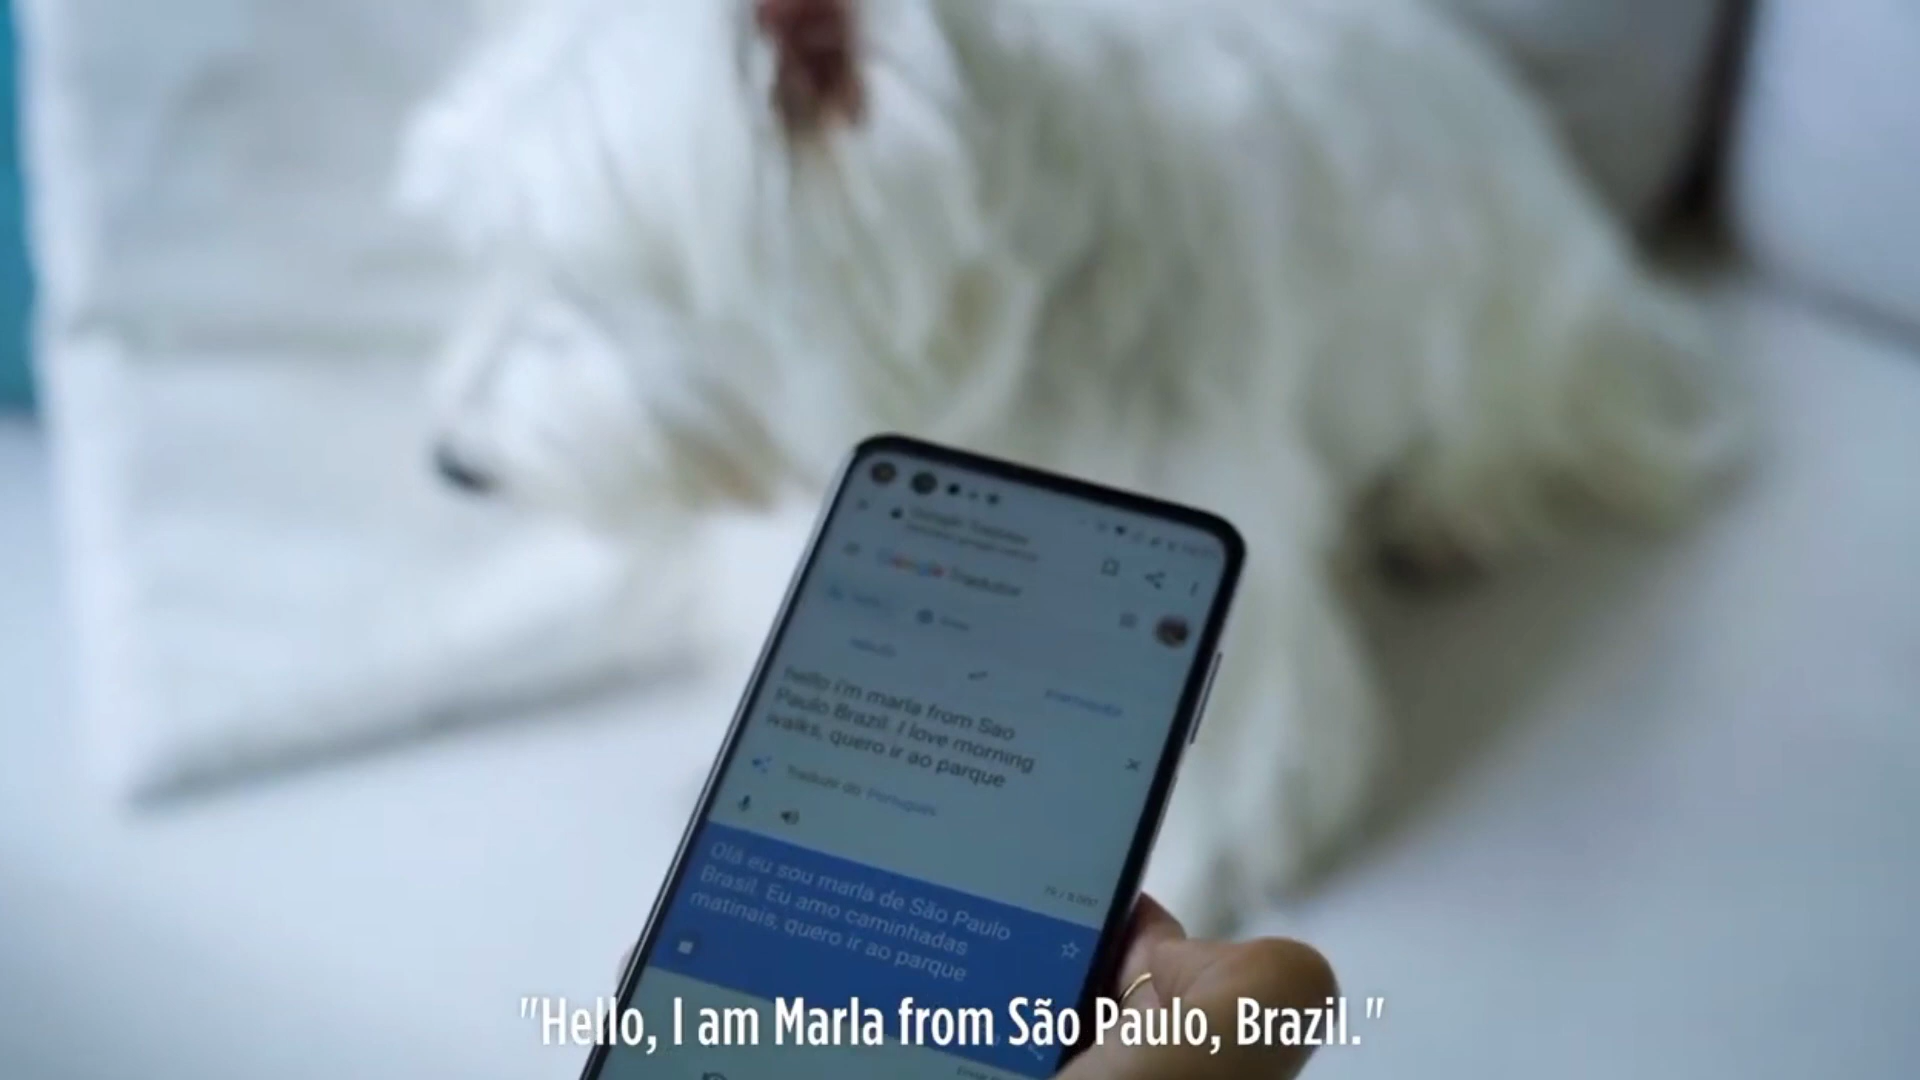 Google Tradutor
hello i'm marla from Sao
Paulo Brazil. I love morning
walks, quero ir ao parque
Traduzir do Português
Olá eu sou marla de São Paulo
Brasil. Eu amo caminhadas
matinais, quero ir ao parque
"Hello, I am Marla from São Paulo, Brazil."